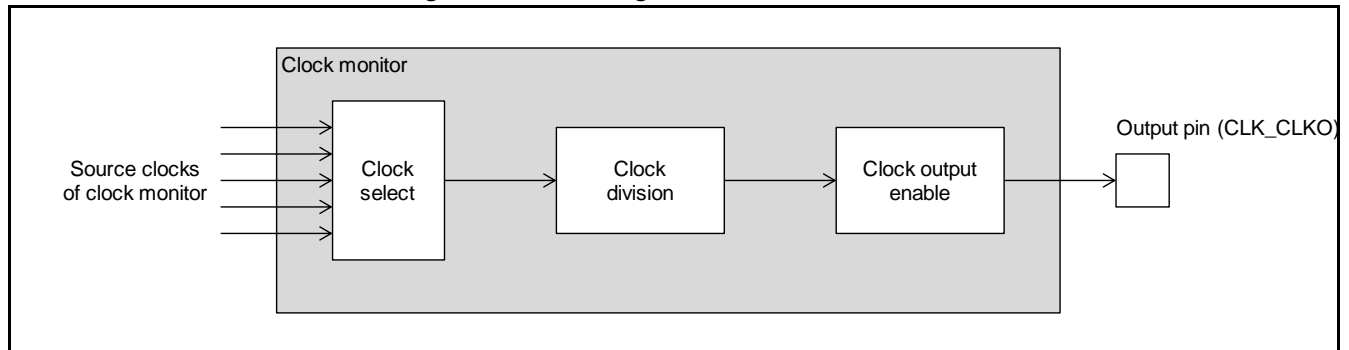 Clock monitor
Source clocks
of clock monitor
Clock
select
Clock
division
Clock output
enable
Output pin (CLK_CLKO)